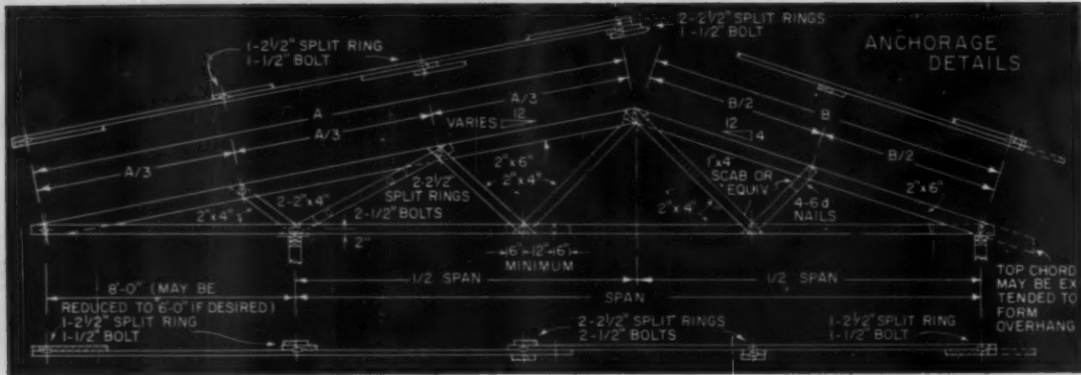 1-2½" SPLIT RING
1-1/2" BOLT
2-2½" SPLIT RINGS
1-1/2" BOLT
ANCHORAGE
DETAILS
A
A/3
A/3
A/3
VARIES
12
B/2
B
B/2
12
4
2"x6"
2"x4"
2-2½"
SPLIT RINGS
2-1/2" BOLTS
1"x4"
SCAB OR
EQUIV.
2"x4"
4-6d
NAILS
2"x6"
2-2"x4"
2"x4"
2"
6" 12" 6"
MINIMUM
1/2 SPAN
1/2 SPAN
SPAN
8'-0" (MAY BE
REDUCED TO 6'-0" IF DESIRED)
TOP CHORD
MAY BE EX
TENDED TO
FORM
OVERHANG
1-2½" SPLIT RING
1-1/2" BOLT
2-2½" SPLIT RINGS
2-1/2" BOLTS
1-2½" SPLIT RING
1-1/2" BOLT